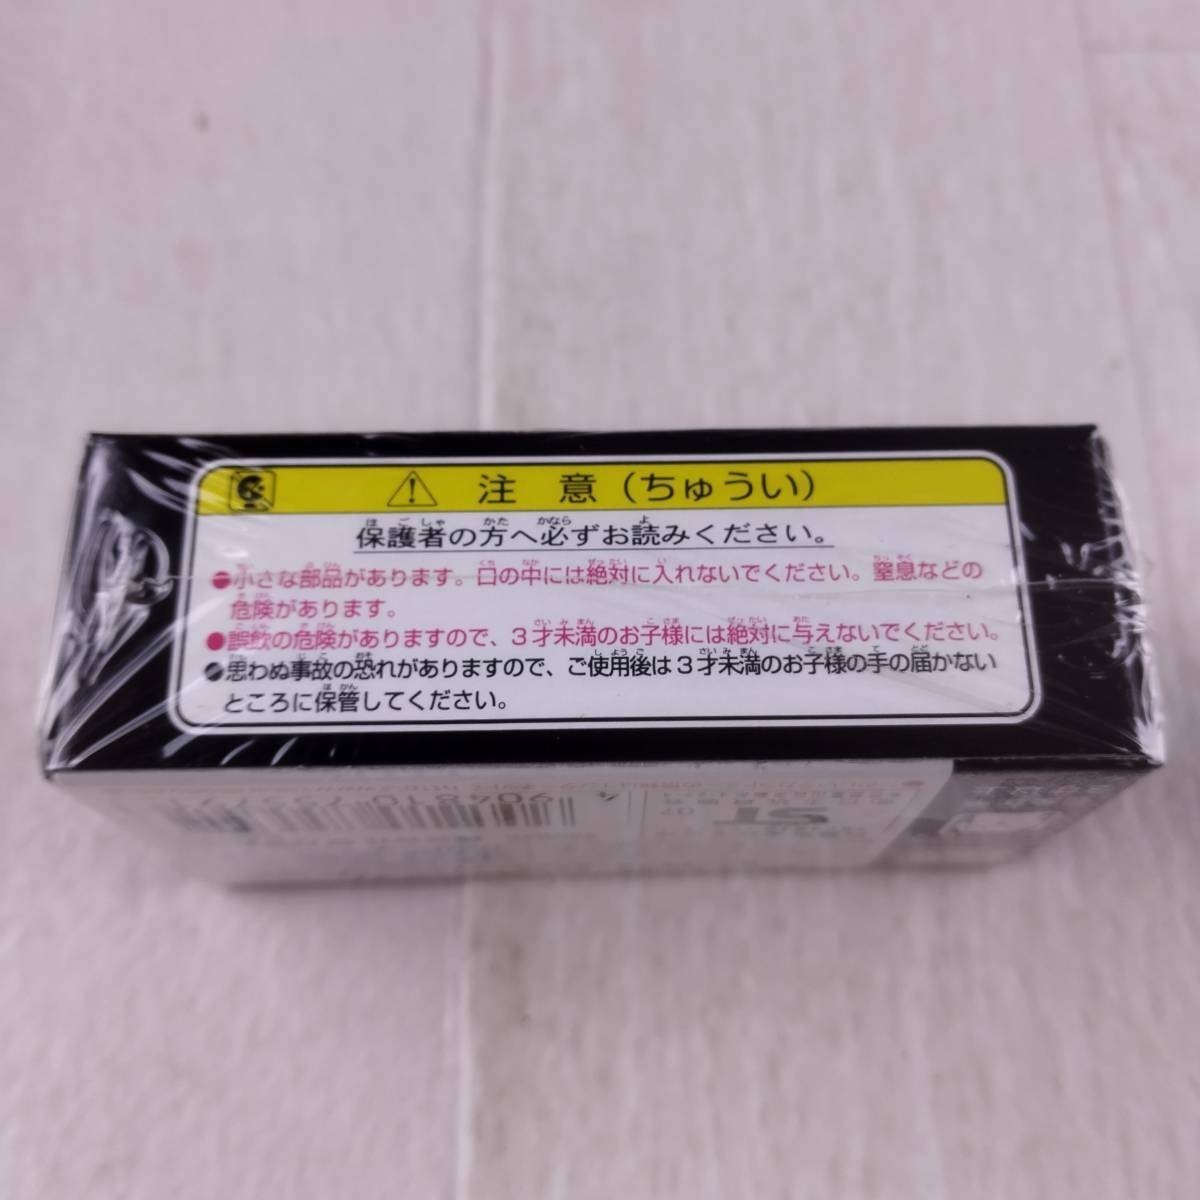 注意（ちゅうい）
保護者の方へ必ずお読みください。
●小さな部品があります。口の中には絶対に入れないでください。窒息などの
危険があります。
●誤飲の危険がありますので、3才未満のお子様には絶対に与えないでください。
●思わぬ事故の恐れがありますので、ご使用後は3才未満のお子様の手の届かない
ところに保管してください。
ST